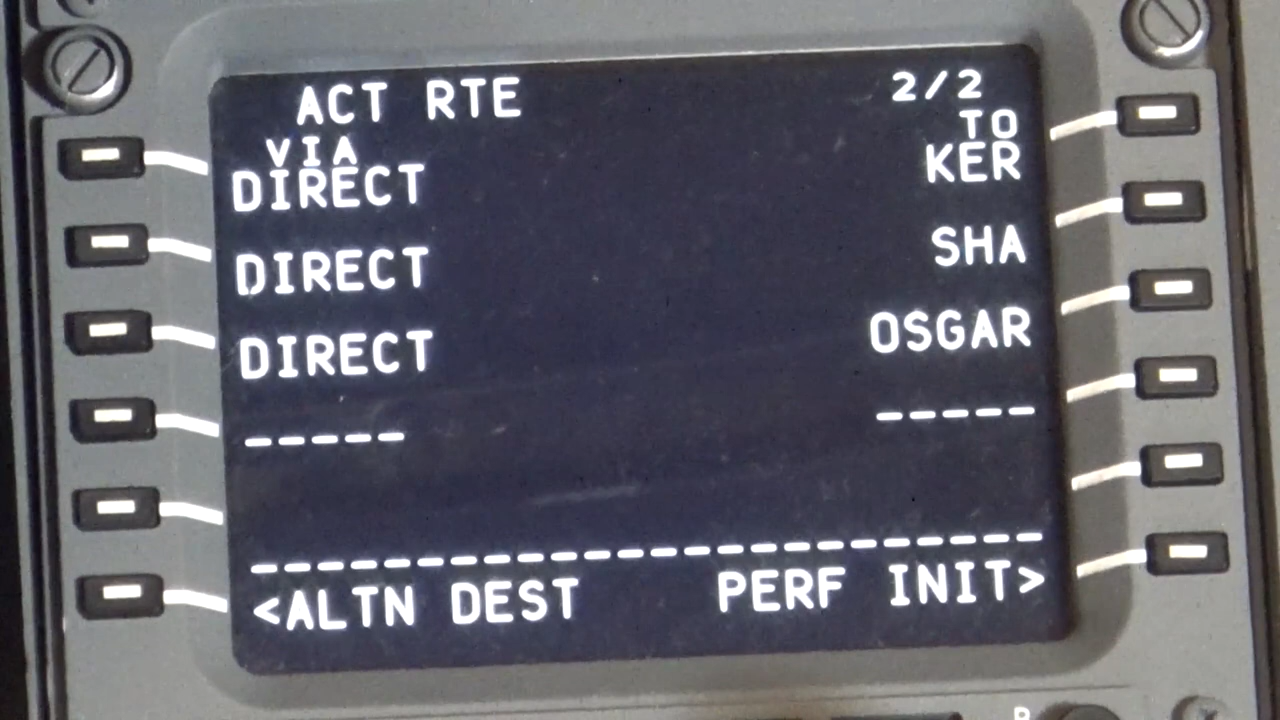 ACT RTE 2/2
VIA TO
DIRECT KER
DIRECT SHA
DIRECT OSGAR
----- -----
------------------------
<ALTN DEST PERF INIT>